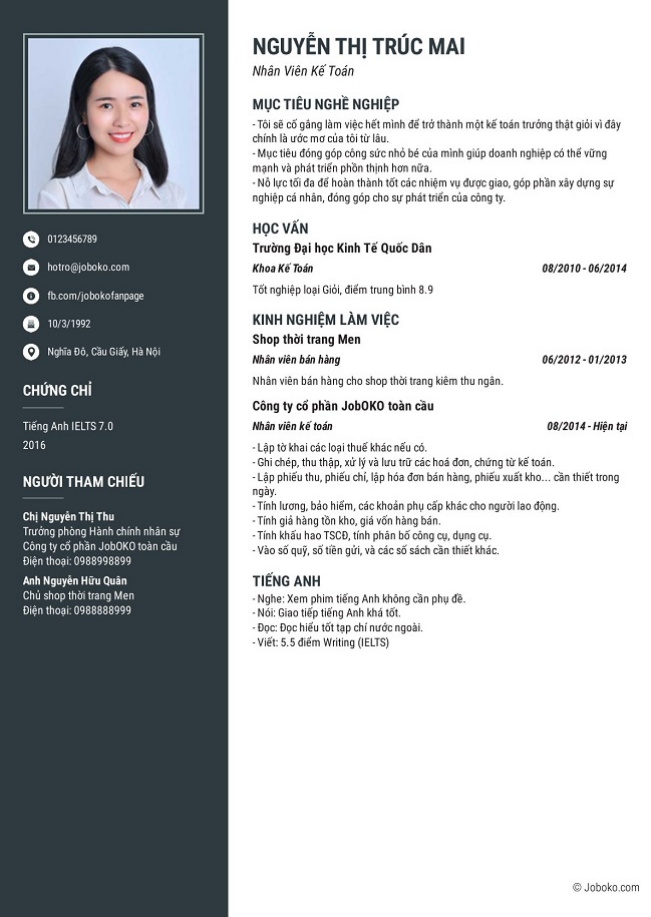 0123456789
hotro@joboko.com
fb.com/jobokofanpage
10/3/1992
Nghĩa Đô, Cầu Giấy, Hà Nội
CHỨNG CHỈ
Tiếng Anh IELTS 7.0
2016
NGƯỜI THAM CHIẾU
Chị Nguyễn Thị Thu
Trưởng phòng Hành chính nhân sự
Công ty cổ phần JobOKO toàn cầu
Điện thoại: 0988998899
Anh Nguyễn Hữu Quân
Chủ shop thời trang Men
Điện thoại: 0988888999
NGUYỄN THỊ TRÚC MAI
Nhân Viên Kế Toán
MỤC TIÊU NGHỀ NGHIỆP
- Tôi sẽ cố gắng làm việc hết mình để trở thành một kế toán trưởng thật giỏi vì đây
chính là ước mơ của tôi từ lâu.
- Mục tiêu đóng góp công sức nhỏ bé của mình giúp doanh nghiệp có thể vững
mạnh và phát triển phồn thịnh hơn nữa.
- Nỗ lực tối đa để hoàn thành tốt các nhiệm vụ được giao, góp phần xây dựng sự
nghiệp cá nhân, đóng góp cho sự phát triển của công ty.
HỌC VẤN
Trường Đại học Kinh Tế Quốc Dân
Khoa Kế Toán 08/2010 - 06/2014
Tốt nghiệp loại Giỏi, điểm trung bình 8.9
KINH NGHIỆM LÀM VIỆC
Shop thời trang Men
Nhân viên bán hàng 06/2012 - 01/2013
Nhân viên bán hàng cho shop thời trang kiêm thu ngân.
Công ty cổ phần JobOKO toàn cầu
Nhân viên kế toán 08/2014 - Hiện tại
- Lập tờ khai các loại thuế khác nếu có.
- Ghi chép, thu thập, xử lý và lưu trữ các hoá đơn, chứng từ kế toán.
- Lập phiếu thu, phiếu chi, lập hóa đơn bán hàng, phiếu xuất kho... cần thiết trong
ngày.
- Tính lương, bảo hiểm, các khoản phụ cấp khác cho người lao động.
- Tính giá hàng tồn kho, giá vốn hàng bán.
- Tính khấu hao TSCĐ, tính phân bổ công cụ, dụng cụ.
- Vào sổ quỹ, sổ tiền gửi, và các sổ sách cần thiết khác.
TIẾNG ANH
- Nghe: Xem phim tiếng Anh không cần phụ đề.
- Nói: Giao tiếp tiếng Anh khá tốt.
- Đọc: Đọc hiểu tốt tạp chí nước ngoài.
- Viết: 5.5 điểm Writing (IELTS)
© Joboko.com